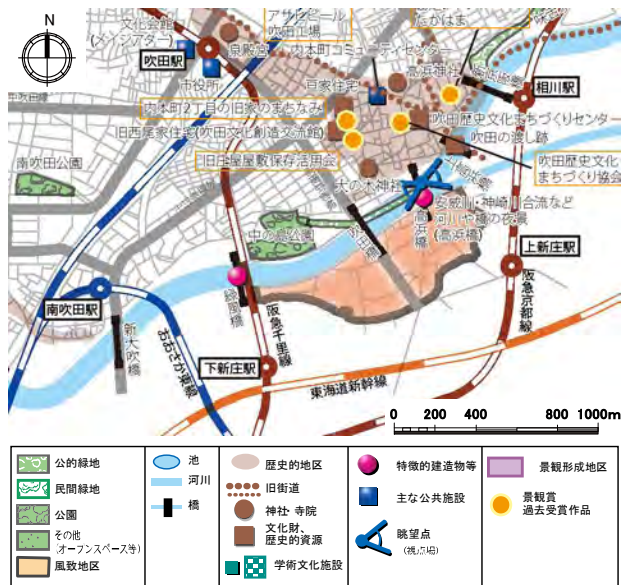 アサヒビール
吹田工場
たかはま
文化会館
(メイシアター)
泉殿宮
内本町コミュニティセンター
吹田駅
市役所
亘家住宅
高浜神社
相川駅
内本町2丁目の旧家のまちなみ
旧西尾家住宅(吹田文化創造交流館)
吹田歴史文化まちづくりセンター
吹田の渡し跡
旧庄屋屋敷保存活用会
吹田歴史文化
まちづくり協会
南吹田公園
大の木神社
上高浜橋
安威川・神崎川合流など
河川や橋の夜景
(高浜橋)
高浜橋
中の島公園
吹田橋
上新庄駅
南吹田駅
新大吹橋
おおさか東線
阪急千里線
阪急京都線
下新庄駅
東海道新幹線
0 200 400 600 800 1000m
公的緑地
民間緑地
公園
その他
(オープンスペース等)
風致地区
池
河川
橋
歴史的地区
旧街道
神社・寺院
文化財、
歴史的資源
学術文化施設
特徴的建造物等
主な公共施設
眺望点
(視点場)
景観形成地区
景観賞
過去受賞作品